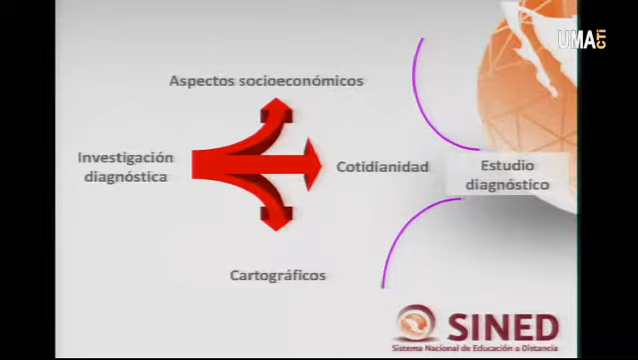 UMA CTi
Aspectos socioeconómicos
Investigación
diagnóstica
Cotidianidad
Estudio
diagnóstico
Cartográficos
SINED
Sistema Nacional de Educación a Distancia